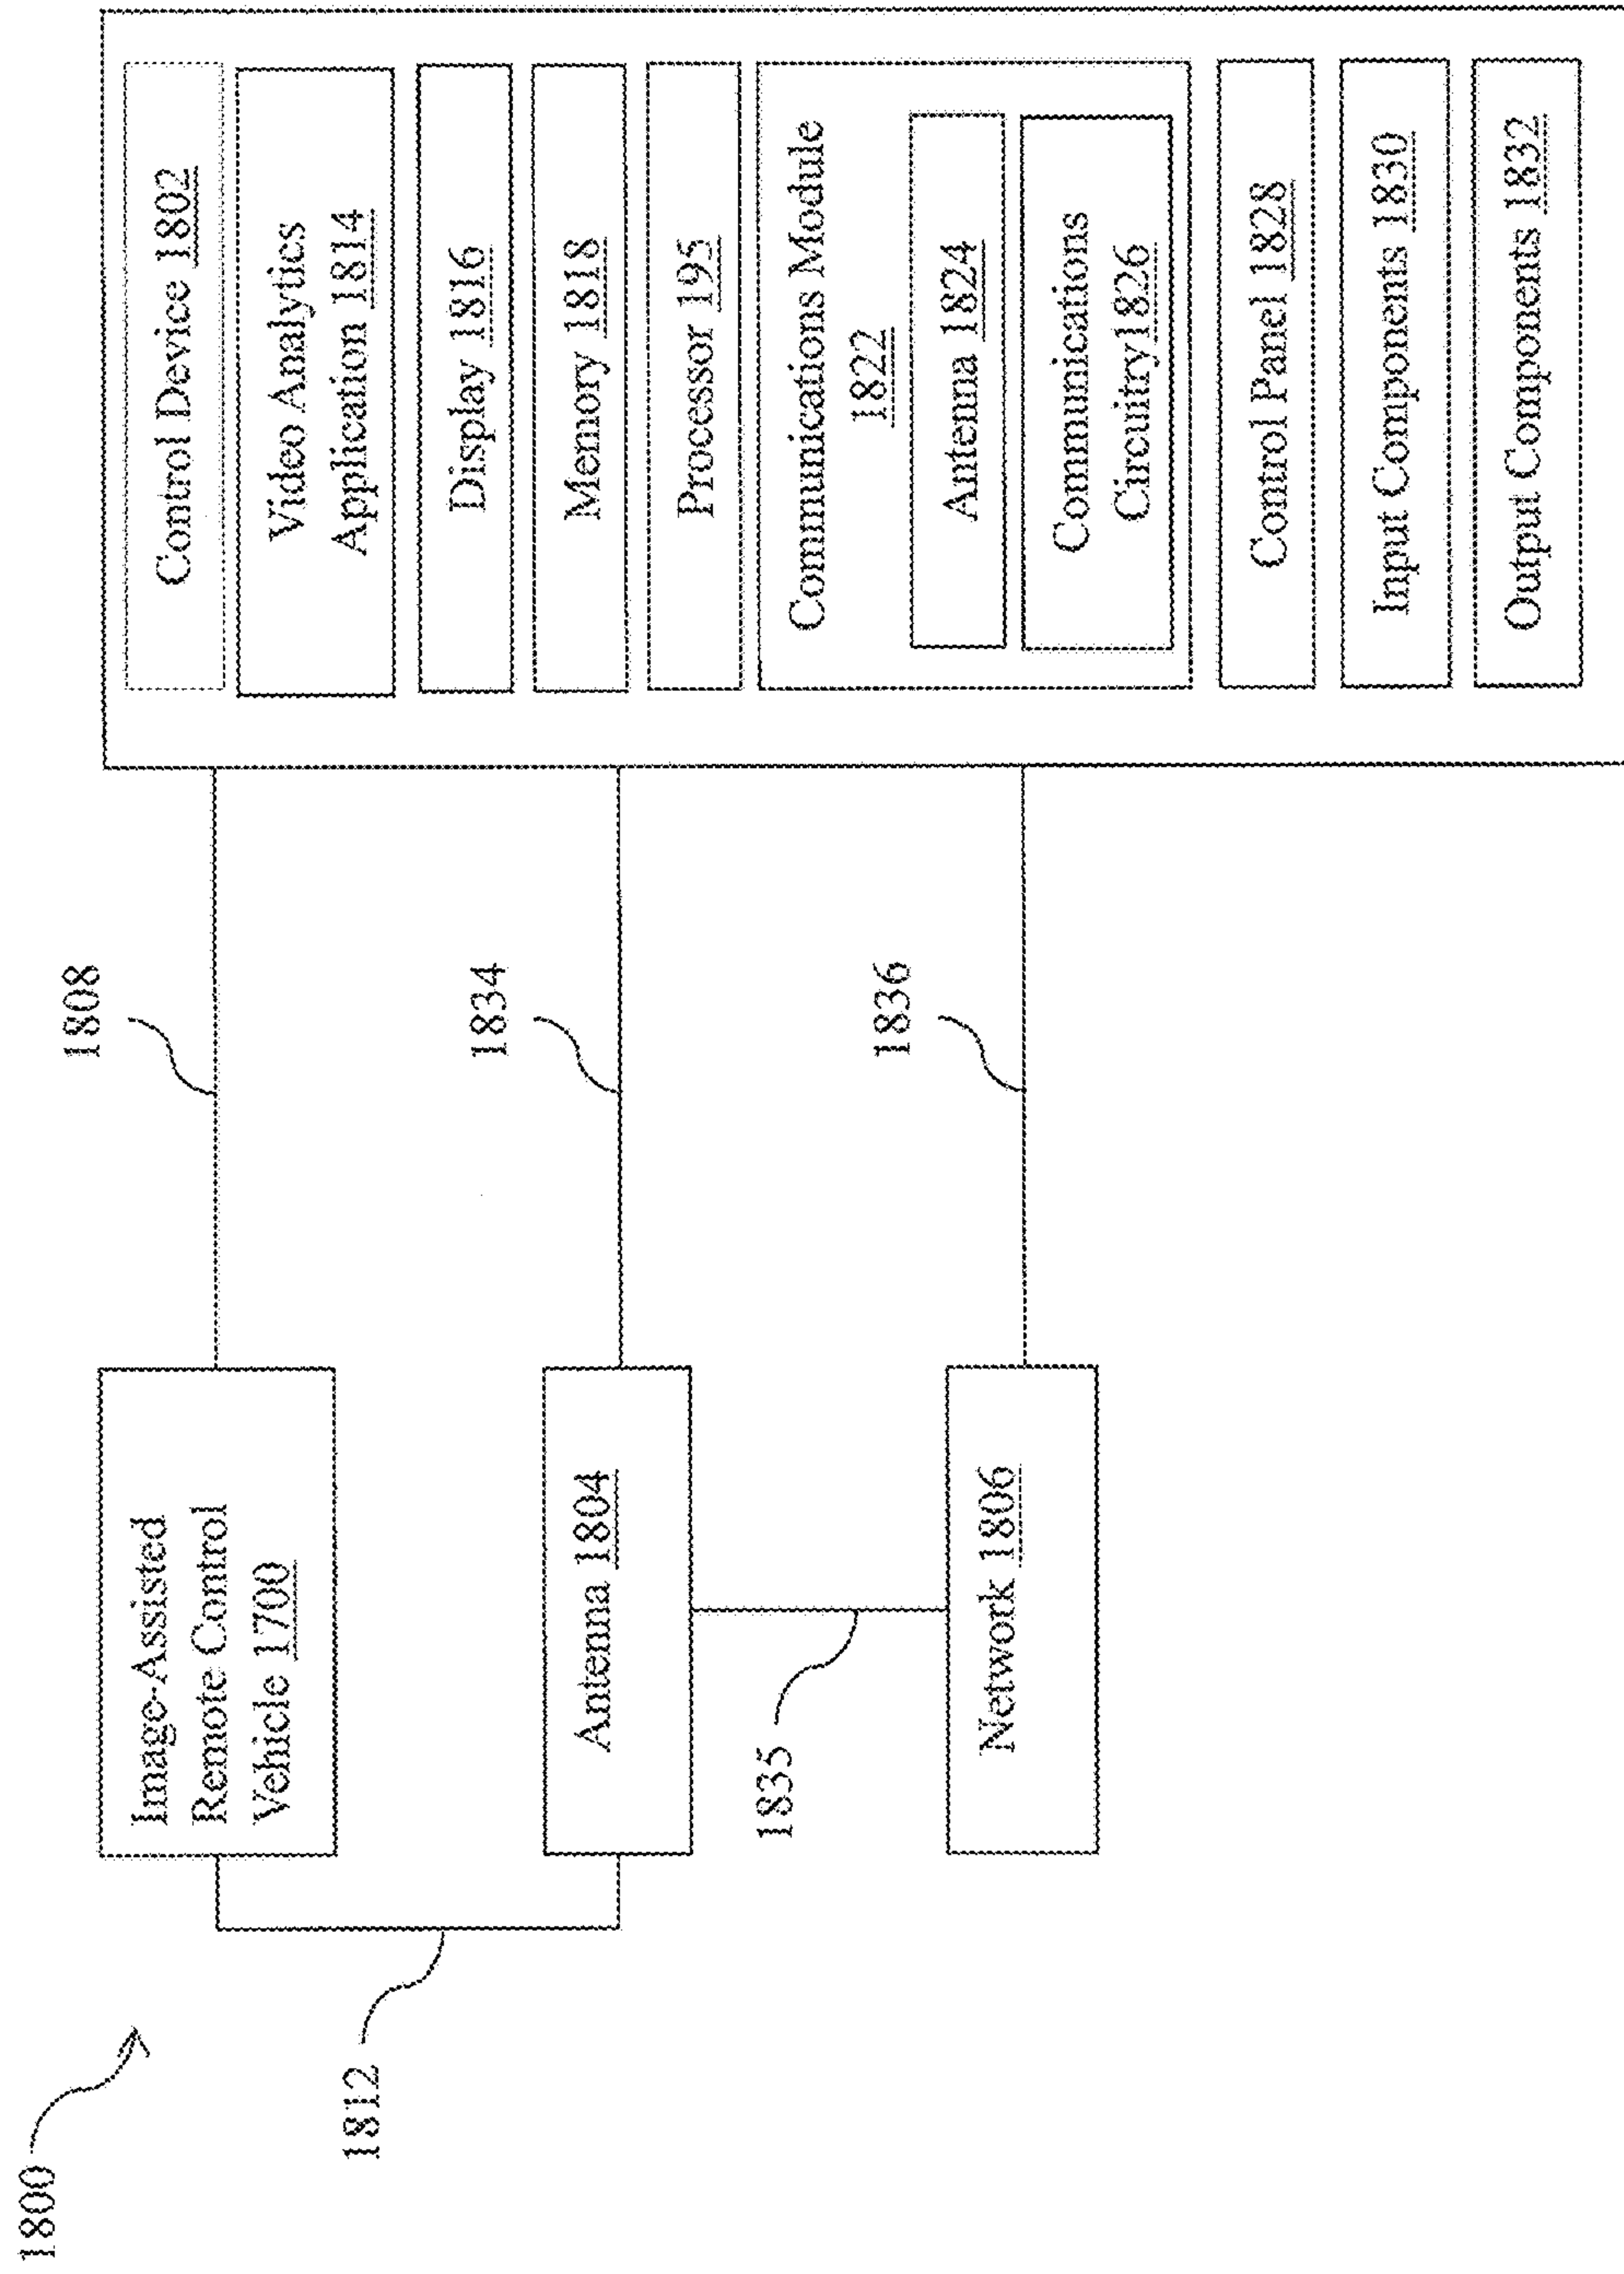 1800
1812
Image-Assisted
Remote Control
Vehicle 1700
Antenna 1804
1835
Network 1806
1808
1834
1836
Control Device 1802
Video Analytics
Application 1814
Display 1816
Memory 1818
Processor 195
Communications Module
1822
Antenna 1824
Communications
Circuitry1826
Control Panel 1828
Input Components 1830
Output Components 1832